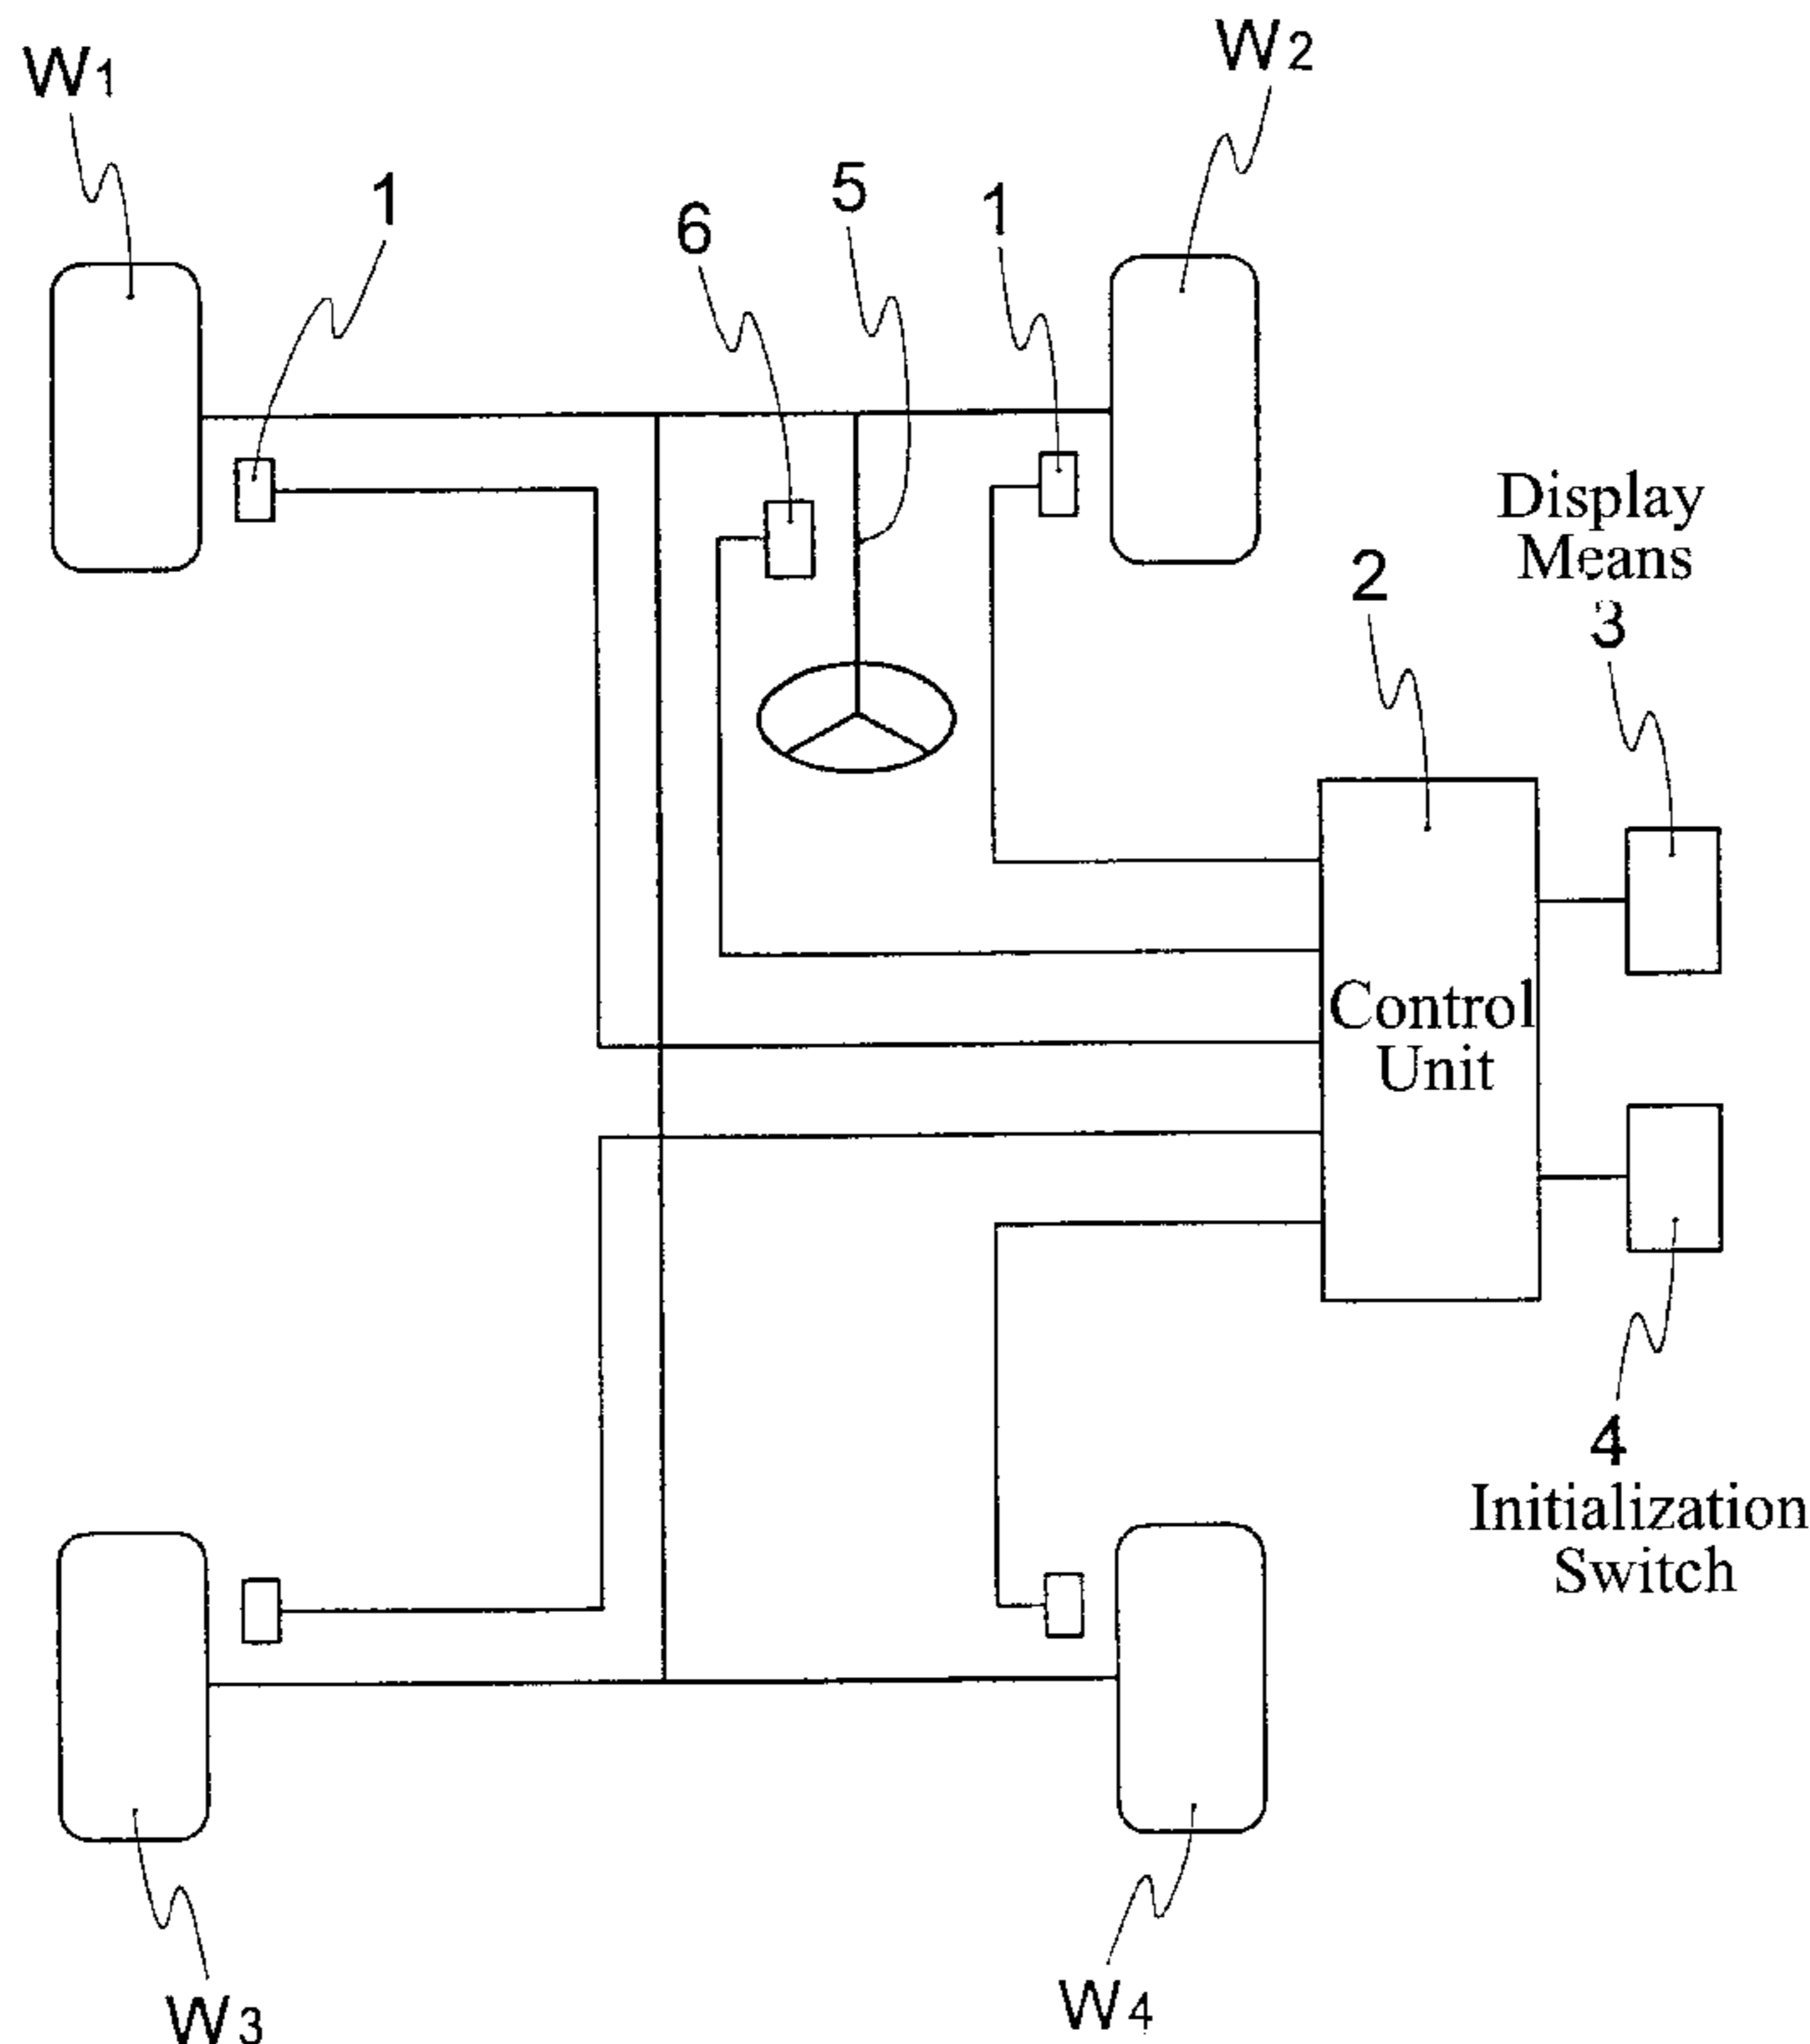 W1
W2
1
6
5
1
Display
Means
2
3
Control
Unit
4
Initialization
Switch
W3
W4